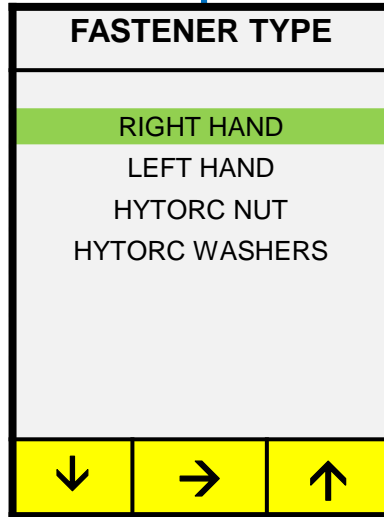 FASTENER TYPE
RIGHT HAND
LEFT HAND
HYTORC NUT
HYTORC WASHERS
↓ → ↑